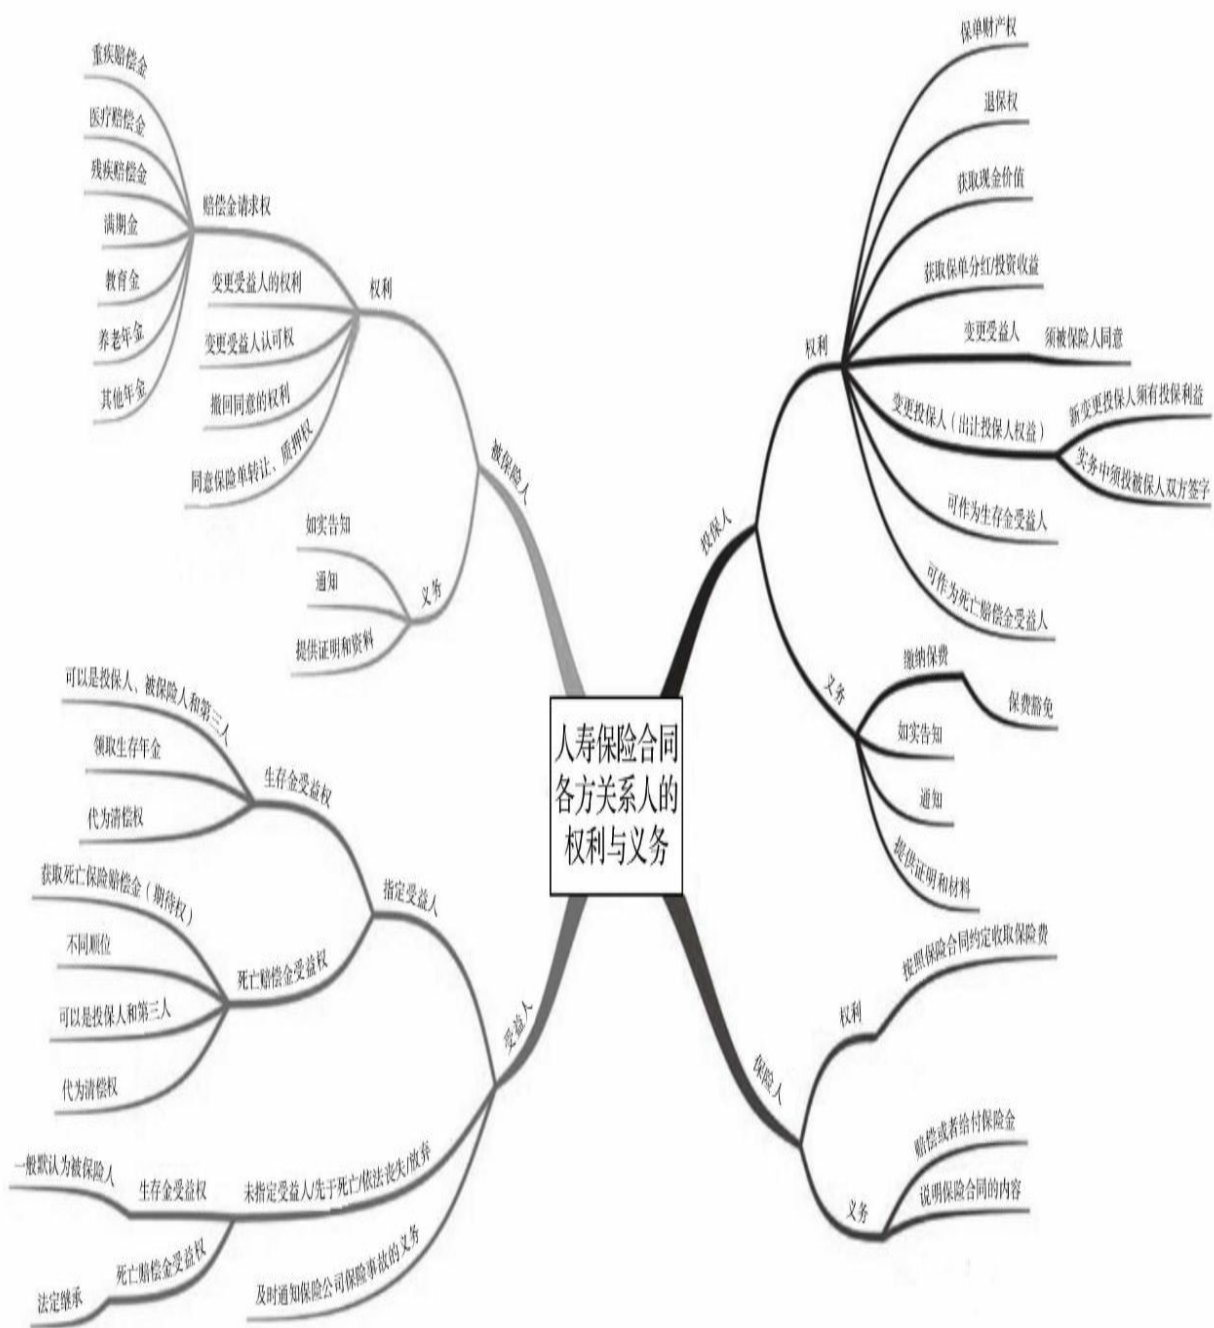 人寿保险合同
各方关系人的
权利与义务
投保人
权利
保单财产权
退保权
获取现金价值
获取保单分红/投资收益
变更受益人
须被保险人同意
变更投保人（出让投保人权益）
新变更投保人须有投保利益
实务中须投被保人双方签字
可作为生存金受益人
可作为死亡赔偿金受益人
义务
缴纳保费
保费豁免
如实告知
通知
提供证明和材料
保险人
权利
按照保险合同约定收取保险费
义务
赔偿或者给付保险金
说明保险合同的内容
被保险人
权利
赔偿金请求权
重疾赔偿金
医疗赔偿金
残疾赔偿金
满期金
教育金
养老年金
其他年金
变更受益人的权利
变更受益人认可权
撤回同意的权利
同意保险单转让、质押权
义务
如实告知
通知
提供证明和资料
受益人
指定受益人
生存金受益权
可以是投保人、被保险人和第三人
领取生存年金
代为清偿权
死亡赔偿金受益权
获取死亡保险赔偿金（期待权）
不同顺位
可以是投保人和第三人
代为清偿权
未指定受益人/先于死亡/依法丧失/放弃
生存金受益权
一般默认为被保险人
死亡赔偿金受益权
法定继承
及时通知保险公司保险事故的义务